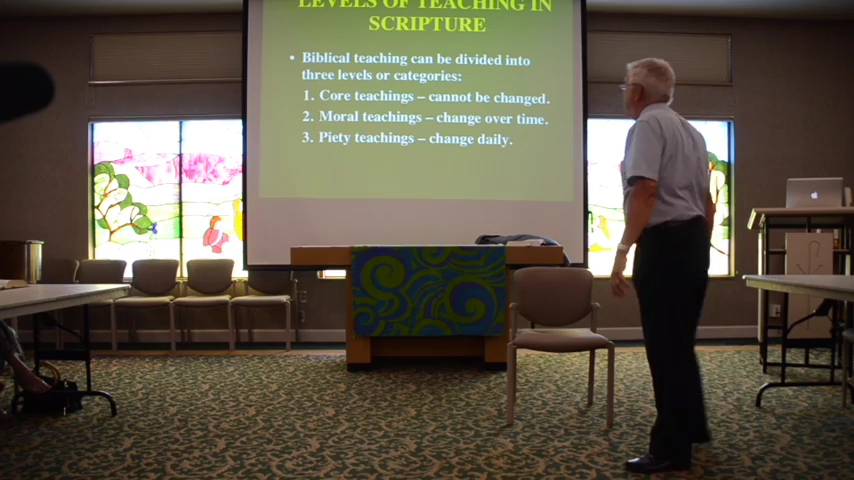 LEVELS OF TEACHING IN
SCRIPTURE
• Biblical teaching can be divided into
three levels or categories:
1. Core teachings – cannot be changed.
2. Moral teachings – change over time.
3. Piety teachings – change daily.